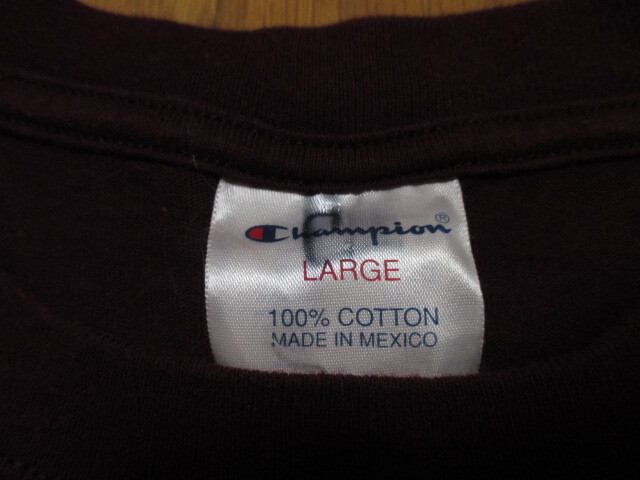 Champion®
LARGE
100% COTTON
MADE IN MEXICO